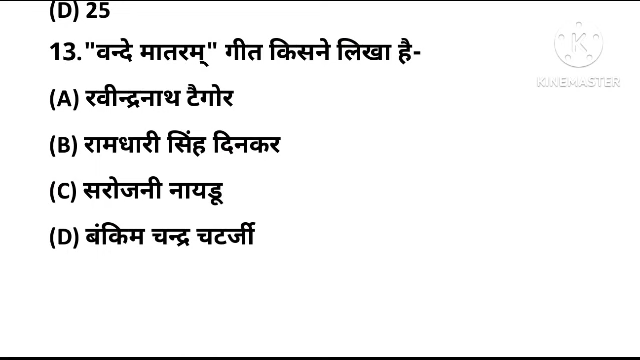 (D) 25
13."वन्दे मातरम्" गीत किसने लिखा है-
(A) रवीन्द्रनाथ टैगोर
(B) रामधारी सिंह दिनकर
(C) सरोजनी नायडू
(D) बंकिम चन्द्र चटर्जी
K
KINEMASTER